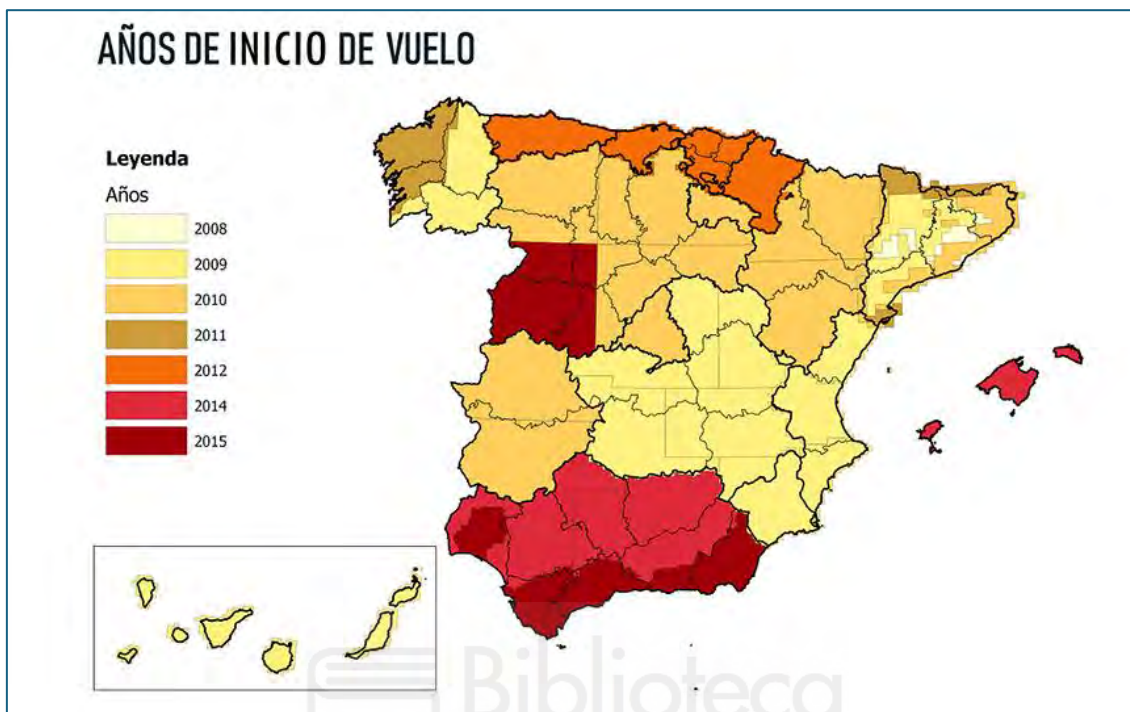 AÑOS DE INICIO DE VUELO
Leyenda
Años
2008
2009
2010
2011
2012
2014
2015
Biblioteca